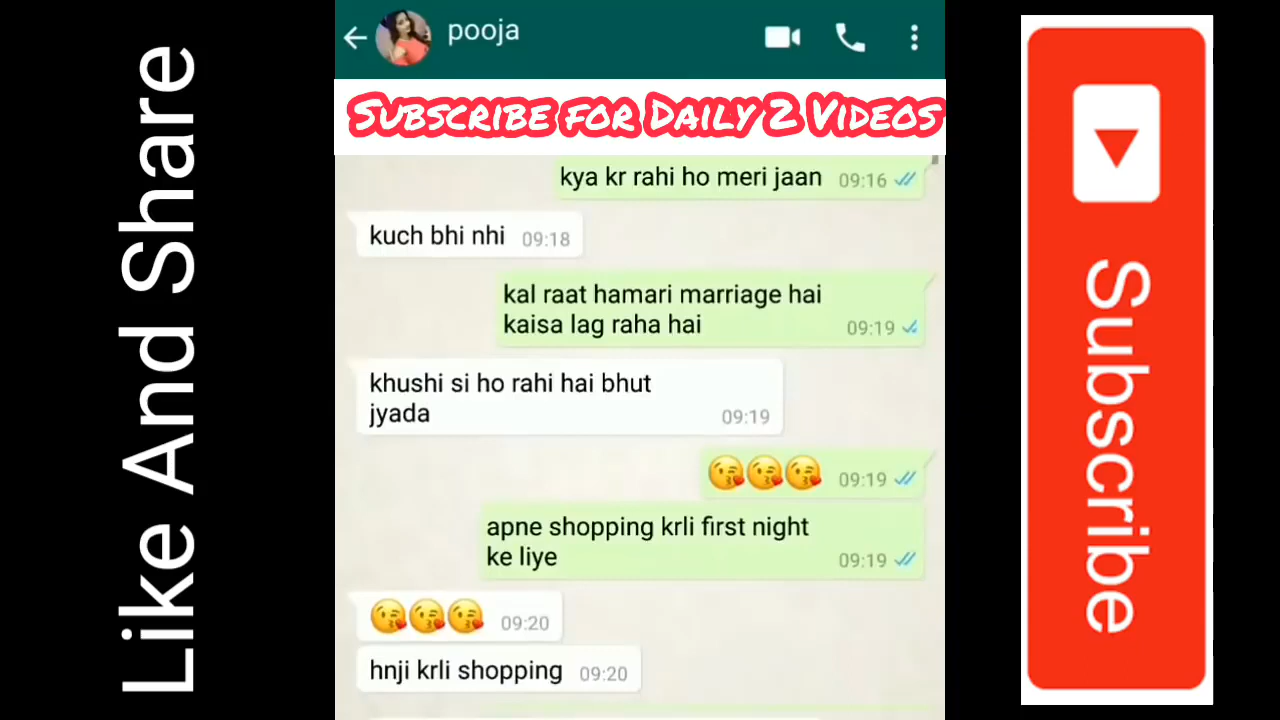 Like And Share
pooja
Subscribe for Daily 2 Videos
kya kr rahi ho meri jaan 09:16
kuch bhi nhi 09:18
kal raat hamari marriage hai
kaisa lag raha hai 09:19
khushi si ho rahi hai bhut
jyada 09:19
😘😘😘 09:19
apne shopping krli first night
ke liye 09:19
😘😘😘 09:20
hnji krli shopping 09:20
Subscribe